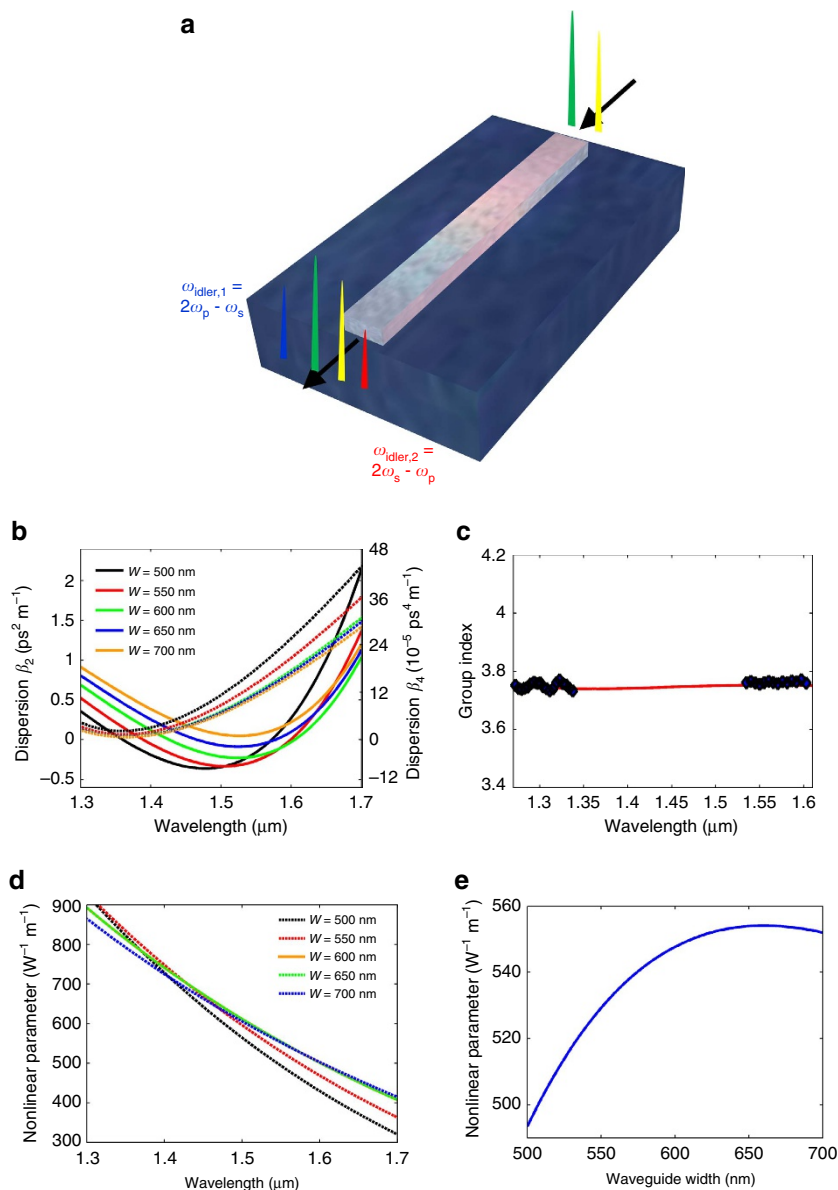 a
ωidler,1 =
2ωp - ωs
ωidler,2 =
2ωs - ωp
b
Dispersion β2 (ps2 m−1)
2
1.5
1
0.5
0
−0.5
W = 500 nm
W = 550 nm
W = 600 nm
W = 650 nm
W = 700 nm
48
36
24
12
0
−12
Dispersion β4 (10−5 ps4 m−1)
1.3 1.4 1.5 1.6 1.7
Wavelength (μm)
c
Group index
4.2
4
3.8
3.6
3.4
1.3 1.35 1.4 1.45 1.5 1.55 1.6
Wavelength (μm)
d
Nonlinear parameter (W−1 m−1)
900
800
700
600
500
400
300
W = 500 nm
W = 550 nm
W = 600 nm
W = 650 nm
W = 700 nm
1.3 1.4 1.5 1.6 1.7
Wavelength (μm)
e
Nonlinear parameter (W−1 m−1)
560
540
520
500
500 550 600 650 700
Waveguide width (nm)